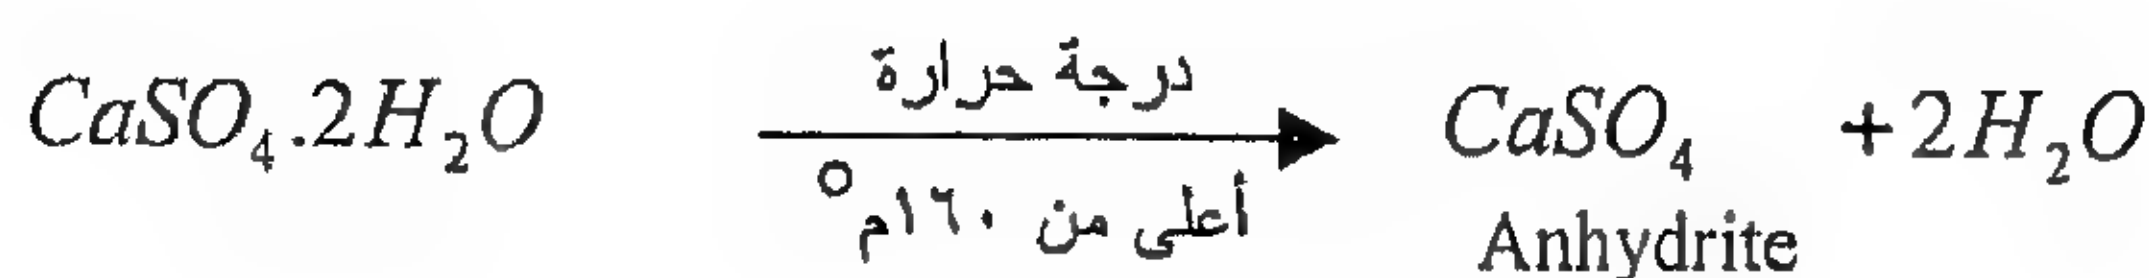 درجة حرارة
CaSO₄.2H₂O CaSO₄ +2H₂O
أعلى من ١٦٠م°
Anhydrite